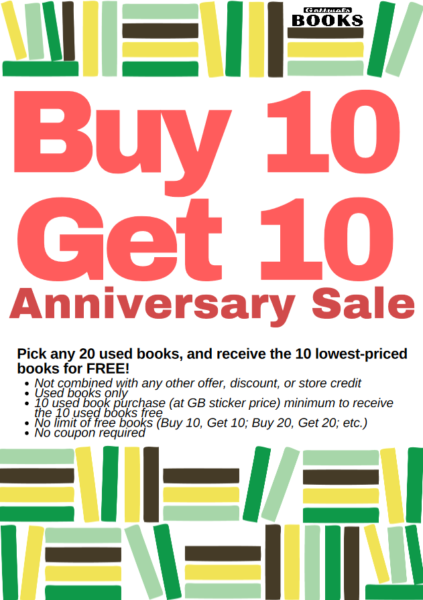 Gottwals
BOOKS
Buy 10
Get 10
Anniversary Sale
Pick any 20 used books, and receive the 10 lowest-priced
books for FREE!
• Not combined with any other offer, discount, or store credit
• Used books only
• 10 used book purchase (at GB sticker price) minimum to receive
the 10 used books free
• No limit of free books (Buy 10, Get 10; Buy 20, Get 20; etc.)
• No coupon required